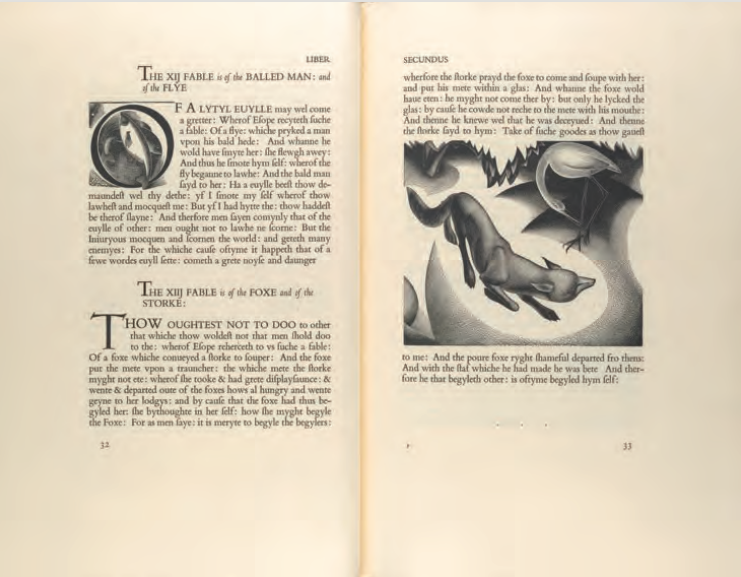 LIBER
THE XIJ FABLE is of the BALLED MAN: and
of the FLYE
OF A LYTYL EUYLLE may wel come
a gretter: Wherof Eſope recyteth ſuche
a fable: Of a flye: whiche pryked a man
vpon his bald hede: And whanne he
wold haue ſmyte her: ſhe flewgh awey:
And thus he ſmote hym ſelf: wherof the
fly beganne to lawhe: And the bald man
ſayd to her: Ha a euylle beeſt thow de-
maundeſt wel thy dethe: yf I ſmote my ſelf wherof thow
lawheſt and mocqueſt me: But yf I had hytte the: thow haddeſt
be therof ſlayne: And therfore men ſayen comynly that of the
euylle of other: men ought not to lawhe ne ſcorne: But the
Iniuryous mocquen and ſcornen the world: and geteth many
enemyes: For the whiche cauſe oftyme it happeth that of a
fewe wordes euyll ſette: cometh a grete noyſe and daunger
THE XIIJ FABLE is of the FOXE and of the
STORKE:
THOW OUGHTEST NOT TO DOO to other
that whiche thow woldeſt not that men ſhold doo
to the: wherof Eſope reherceth to vs ſuche a fable:
Of a foxe whiche conueyed a ſtorke to ſouper: And the foxe
put the mete vpon a trauncher: the whiche mete the ſtorke
myght not ete: wherof ſhe tooke & had grete diſplayſaunce: &
wente & departed oute of the foxes hows al hungry and wente
geyne to her lodgys: and by cauſe that the foxe had thus be-
gyled her: ſhe bythoughte in her ſelf: how ſhe myght begyle
the Foxe: For as men ſaye: it is meryte to begyle the begylers:
32
SECUNDUS
wherfore the ſtorke prayd the foxe to come and ſoupe with her:
and put his mete within a glas: And whanne the foxe wold
haue eten: he myght not come ther by: but only he lycked the
glas: by cauſe he cowde not reche to the mete with his mouthe:
And thenne he knewe wel that he was deceyued: And thenne
the ſtorke ſayd to hym: Take of ſuche goodes as thow gaueſt
to me: And the poure foxe ryght ſhameful departed fro thens:
And with the ſtaf whiche he had made he was bete And ther-
fore he that begyleth other: is oftyme begyled hym ſelf:
33